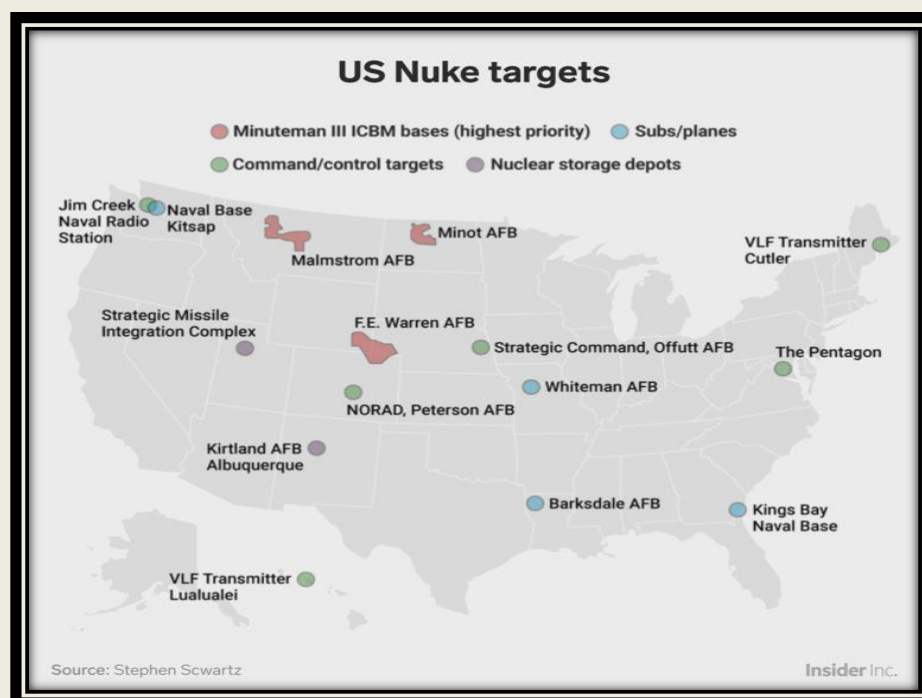 US Nuke targets
Minuteman III ICBM bases (highest priority)
Subs/planes
Command/control targets
Nuclear storage depots
Jim Creek
Naval Radio
Station
Naval Base
Kitsap
Malmstrom AFB
Minot AFB
VLF Transmitter
Cutler
Strategic Missile
Integration Complex
F.E. Warren AFB
Strategic Command, Offutt AFB
The Pentagon
Whiteman AFB
NORAD, Peterson AFB
Kirtland AFB
Albuquerque
Barksdale AFB
Kings Bay
Naval Base
VLF Transmitter
Lualualei
Source: Stephen Scwartz
Insider Inc.